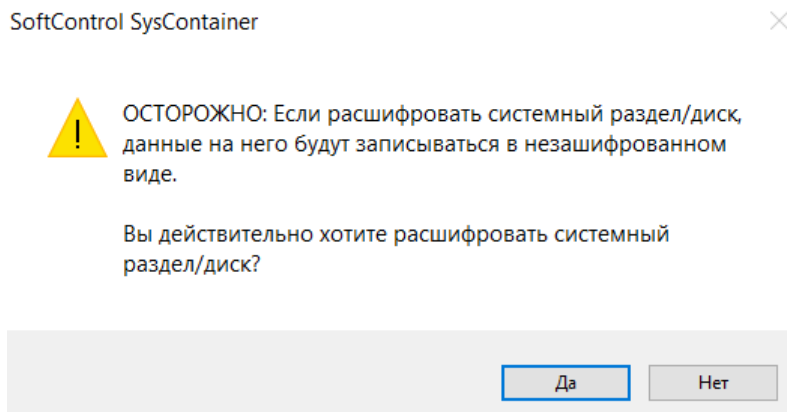 SoftControl SysContainer
ОСТОРОЖНО: Если расшифровать системный раздел/диск,
данные на него будут записываться в незашифрованном
виде.
Вы действительно хотите расшифровать системный
раздел/диск?
Да
Нет